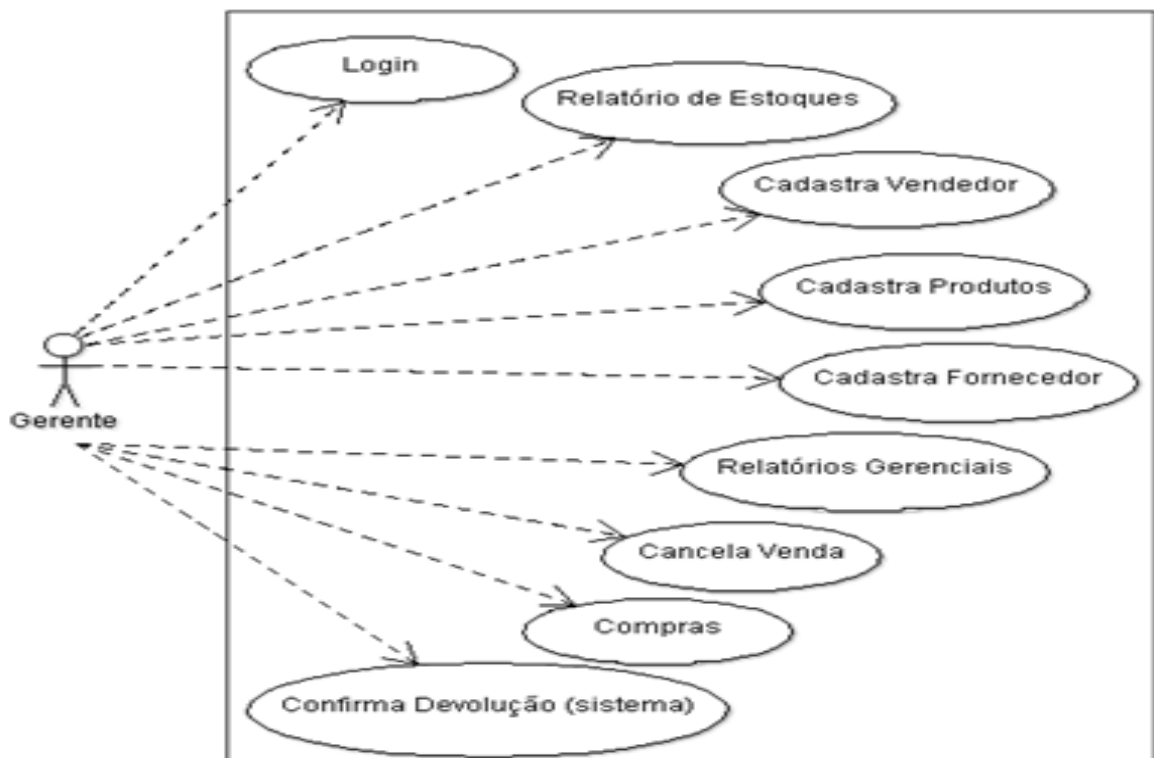 Login
Relatório de Estoques
Cadastra Vendedor
Cadastra Produtos
Cadastra Fornecedor
Gerente
Relatórios Gerenciais
Cancela Venda
Compras
Confirma Devolução (sistema)